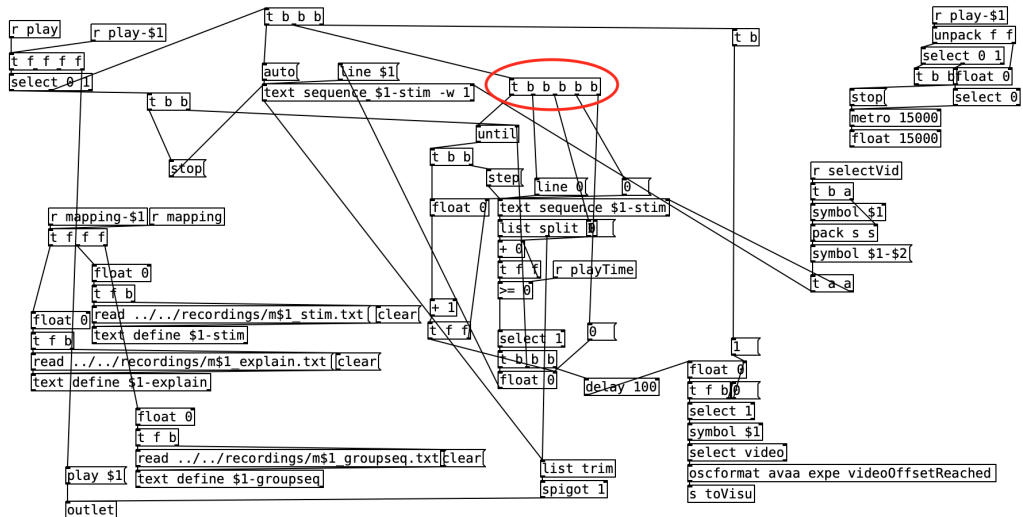 r play
r play-$1
t f f f f
select 0 1
t b b b
auto
line $1
text sequence $1-stim -w 1
t b b
stop
t b b b b b
until
t b b
step
line 0
0
float 0
text sequence $1-stim
list split
+ 0
t f f
r playTime
>= 0
+ 1
t f f
select 1
t b b b
float 0
0
delay 100
list trim
spigot 1
r mapping-$1
r mapping
t f f f
float 0
t f b
read ../../recordings/m$1_stim.txt
clear
text define $1-stim
float 0
t f b
read ../../recordings/m$1_explain.txt
clear
text define $1-explain
float 0
t f b
read ../../recordings/m$1_groupseq.txt
clear
text define $1-groupseq
play $1
outlet
t b
1
float 0
t f b
0
select 1
symbol $1
select video
oscformat avaa expe videoOffsetReached
s toVisu
r play-$1
unpack f f
select 0 1
t b b
float 0
stop
select 0
metro 15000
float 15000
r selectVid
t b a
symbol $1
pack s s
symbol $1-$2
t a a